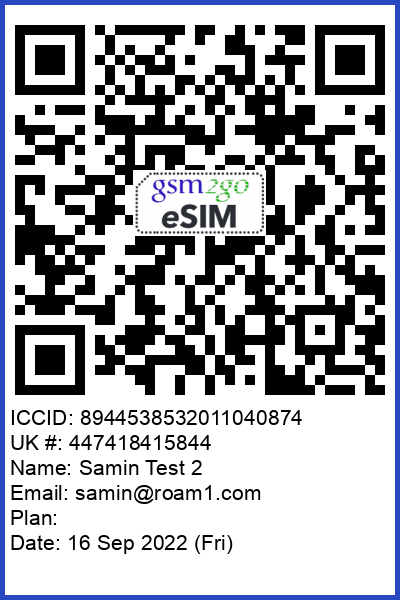 gsm2go
eSIM
ICCID: 8944538532011040874
UK #: 447418415844
Name: Samin Test 2
Email: samin@roam1.com
Plan:
Date: 16 Sep 2022 (Fri)